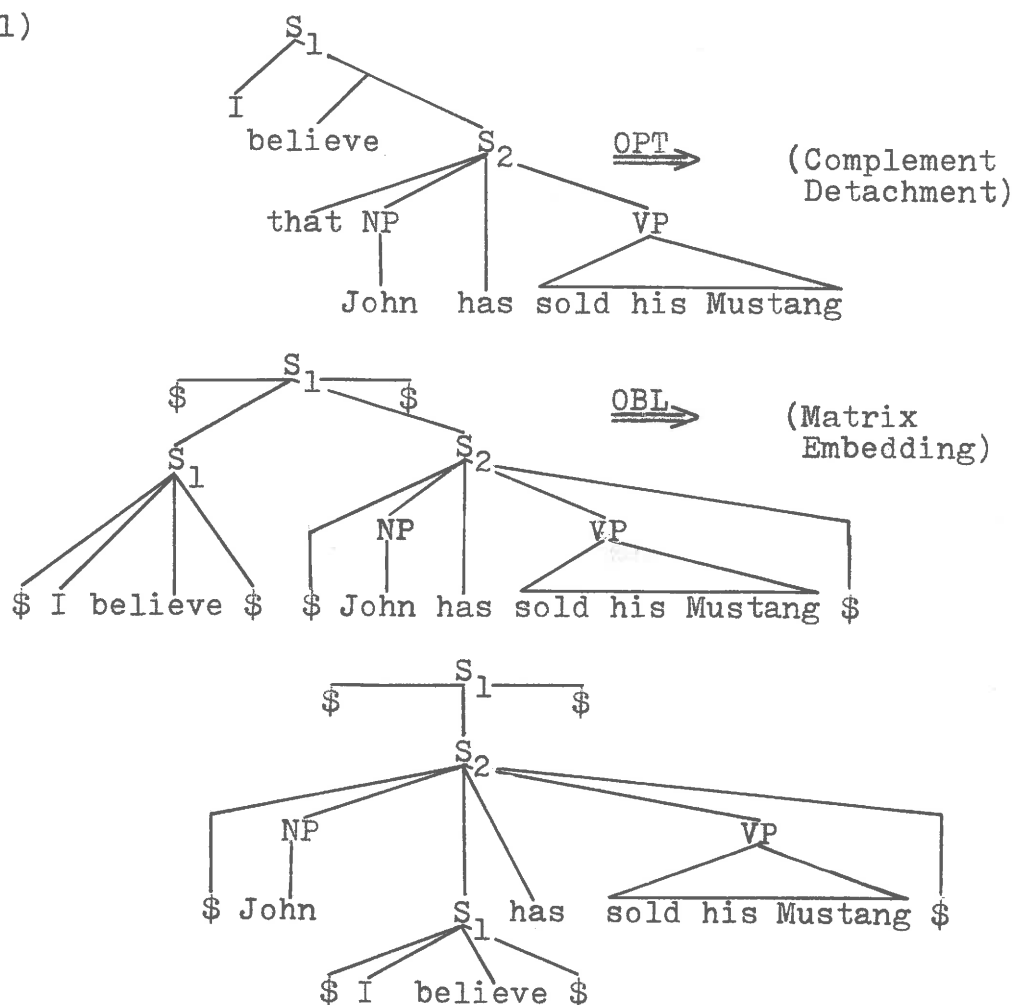 1)
S1
I
believe
S2 OPT (Complement
Detachment)
that NP VP
John has sold his Mustang
S1
$ $
OBL (Matrix
Embedding)
S1 S2
NP VP
$ I believe $ $ John has sold his Mustang $
S1
$ $
S2
NP VP
$ John S1 has sold his Mustang $
$ I believe $